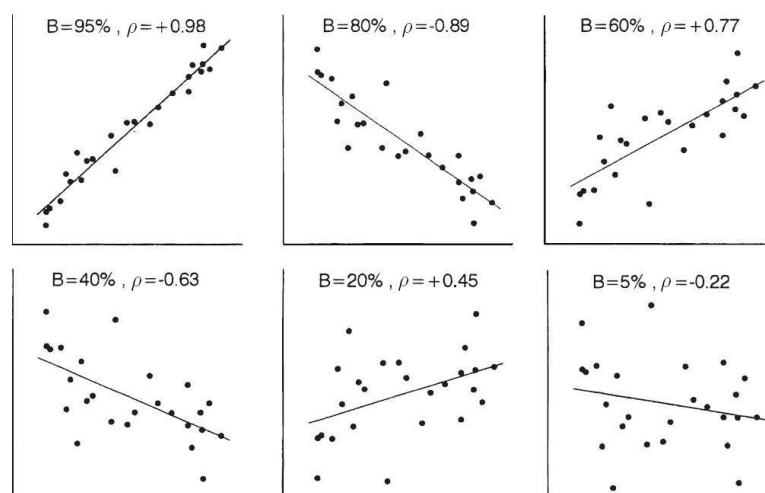 B=95% , ρ=+0.98
B=80% , ρ=-0.89
B=60% , ρ=+0.77
B=40% , ρ=-0.63
B=20% , ρ=+0.45
B=5% , ρ=-0.22